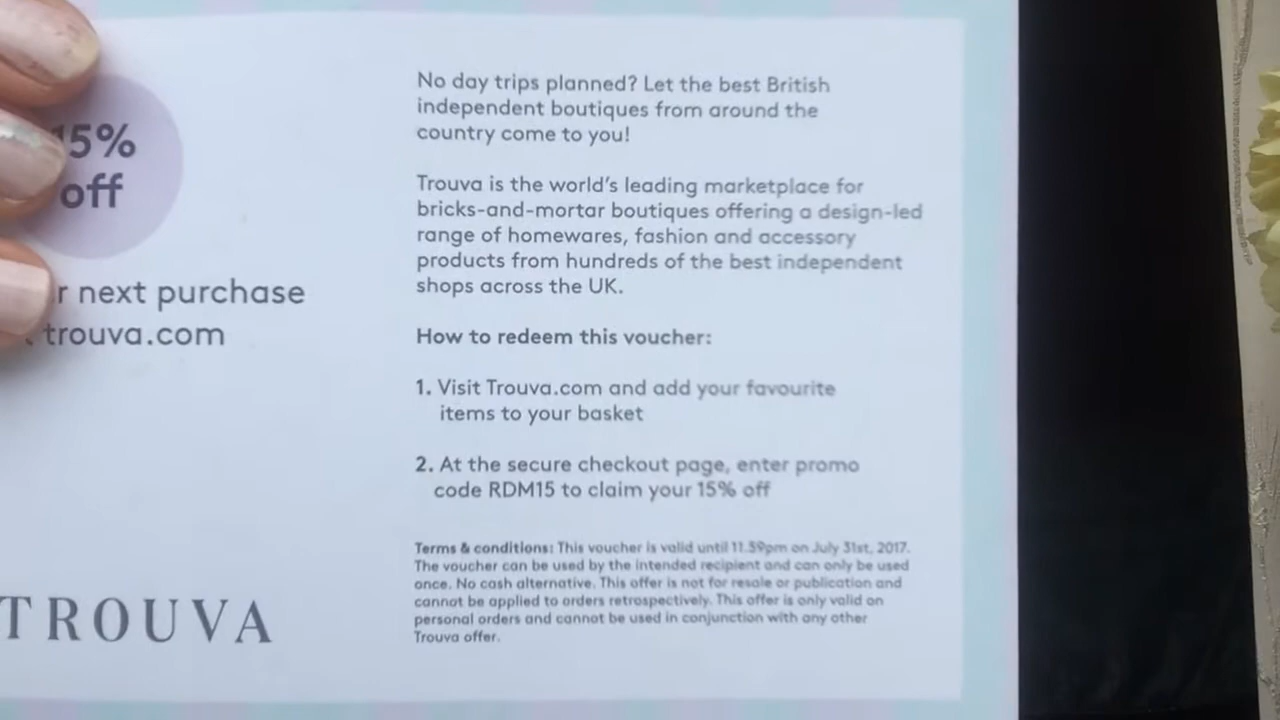 15%
off
r next purchase
trouva.com
TROUVA
No day trips planned? Let the best British
independent boutiques from around the
country come to you!
Trouva is the world's leading marketplace for
bricks-and-mortar boutiques offering a design-led
range of homewares, fashion and accessory
products from hundreds of the best independent
shops across the UK.
How to redeem this voucher:
1. Visit Trouva.com and add your favourite
items to your basket
2. At the secure checkout page, enter promo
code RDM15 to claim your 15% off
Terms & conditions: This voucher is valid until 11.59pm on July 31st, 2017.
The voucher can be used by the intended recipient and can only be used
once. No cash alternative. This offer is not for resale or publication and
cannot be applied to orders retrospectively. This offer is only valid on
personal orders and cannot be used in conjunction with any other
Trouva offer.